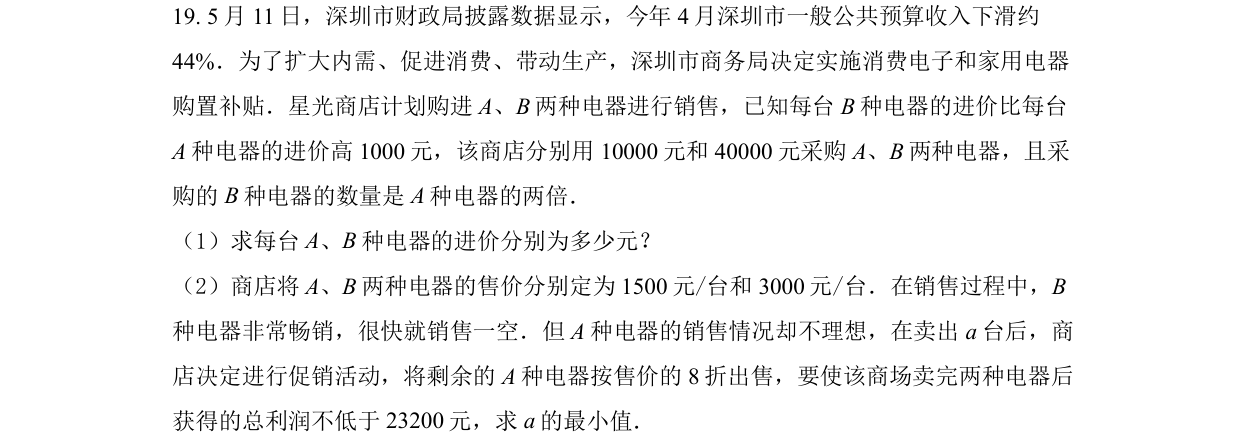 19. 5 月 11 日，深圳市财政局披露数据显示，今年 4 月深圳市一般公共预算收入下滑约
44%．为了扩大内需、促进消费、带动生产，深圳市商务局决定实施消费电子和家用电器
购置补贴．星光商店计划购进 A、B 两种电器进行销售，已知每台 B 种电器的进价比每台
A 种电器的进价高 1000 元，该商店分别用 10000 元和 40000 元采购 A、B 两种电器，且采
购的 B 种电器的数量是 A 种电器的两倍．
（1）求每台 A、B 种电器的进价分别为多少元？
（2）商店将 A、B 两种电器的售价分别定为 1500 元/台和 3000 元/台．在销售过程中，B
种电器非常畅销，很快就销售一空．但 A 种电器的销售情况却不理想，在卖出 a 台后，商
店决定进行促销活动，将剩余的 A 种电器按售价的 8 折出售，要使该商场卖完两种电器后
获得的总利润不低于 23200 元，求 a 的最小值．